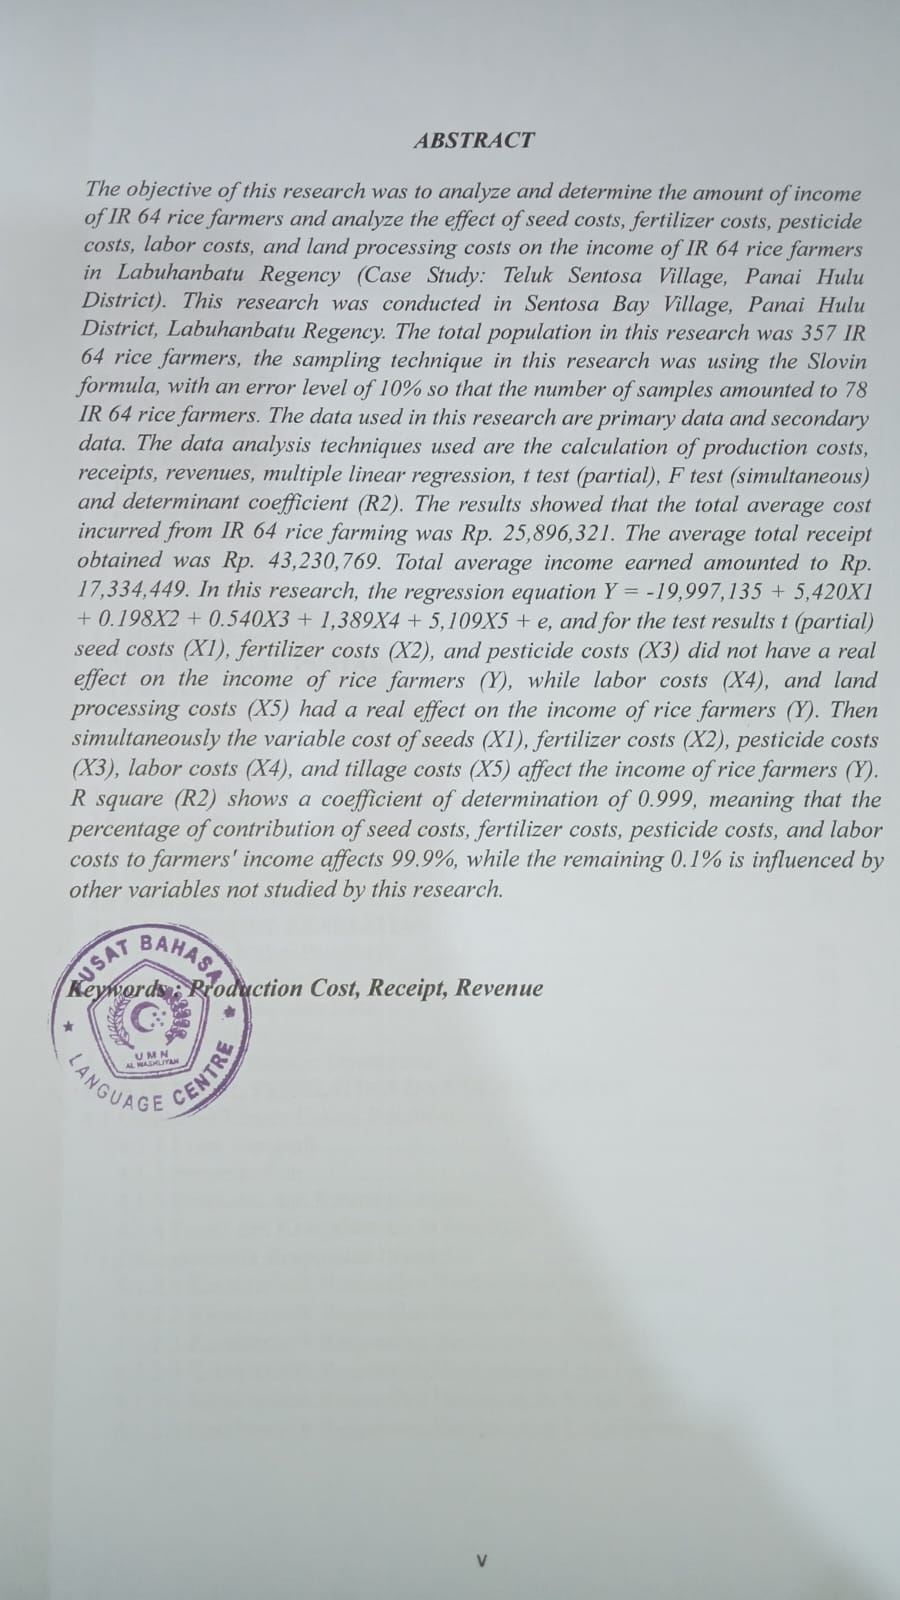 ABSTRACT
The objective of this research was to analyze and determine the amount of income
of IR 64 rice farmers and analyze the effect of seed costs, fertilizer costs, pesticide
costs, labor costs, and land processing costs on the income of IR 64 rice farmers
in Labuhanbatu Regency (Case Study: Teluk Sentosa Village, Panai Hulu
District). This research was conducted in Sentosa Bay Village, Panai Hulu
District, Labuhanbatu Regency. The total population in this research was 357 IR
64 rice farmers, the sampling technique in this research was using the Slovin
formula, with an error level of 10% so that the number of samples amounted to 78
IR 64 rice farmers. The data used in this research are primary data and secondary
data. The data analysis techniques used are the calculation of production costs,
receipts, revenues, multiple linear regression, t test (partial), F test (simultaneous)
and determinant coefficient (R2). The results showed that the total average cost
incurred from IR 64 rice farming was Rp. 25,896,321. The average total receipt
obtained was Rp. 43,230,769. Total average income earned amounted to Rp.
17,334,449. In this research, the regression equation Y = -19,997,135 + 5,420X1
+ 0.198X2 + 0.540X3 + 1,389X4 + 5,109X5 + e, and for the test results t (partial)
seed costs (X1), fertilizer costs (X2), and pesticide costs (X3) did not have a real
effect on the income of rice farmers (Y), while labor costs (X4), and land
processing costs (X5) had a real effect on the income of rice farmers (Y). Then
simultaneously the variable cost of seeds (X1), fertilizer costs (X2), pesticide costs
(X3), labor costs (X4), and tillage costs (X5) affect the income of rice farmers (Y).
R square (R2) shows a coefficient of determination of 0.999, meaning that the
percentage of contribution of seed costs, fertilizer costs, pesticide costs, and labor
costs to farmers' income affects 99.9%, while the remaining 0.1% is influenced by
other variables not studied by this research.
PUSAT BAHASA
Keywords : Production Cost, Receipt, Revenue
UMN
AL WASHLIYAH
LANGUAGE CENTRE
V